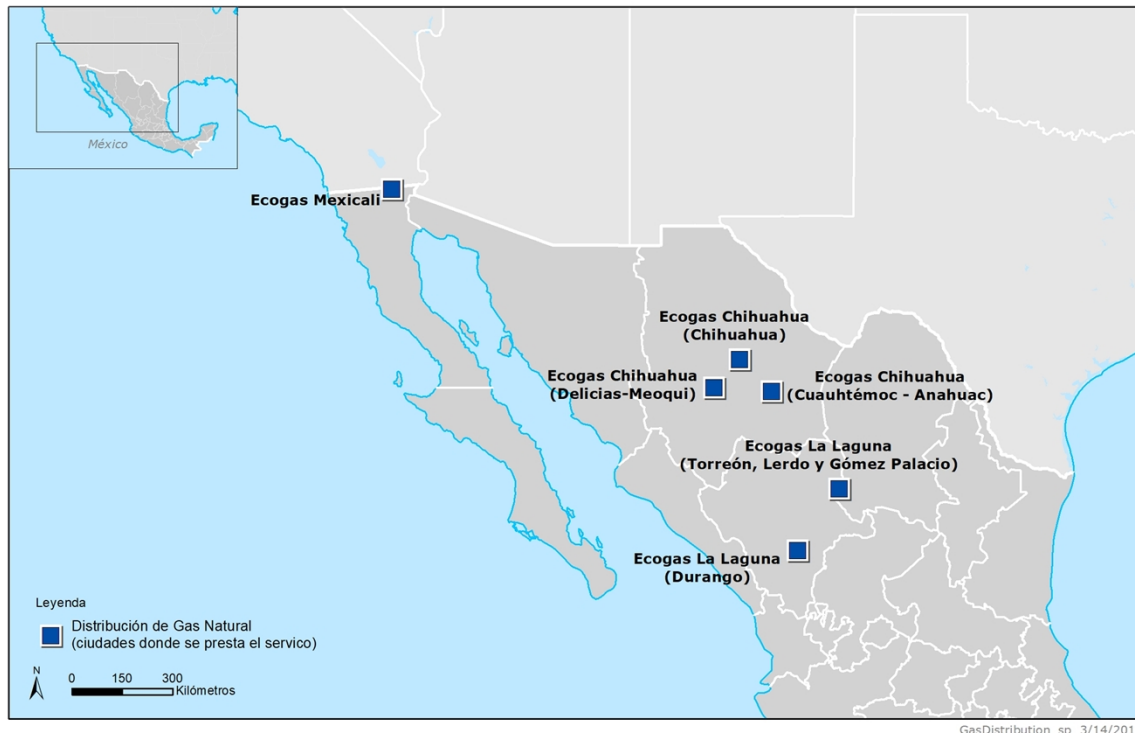 México
Ecogas Mexicali
Ecogas Chihuahua
(Chihuahua)
Ecogas Chihuahua
(Delicias-Meoqui)
Ecogas Chihuahua
(Cuauhtémoc - Anahuac)
Ecogas La Laguna
(Torreón, Lerdo y Gómez Palacio)
Ecogas La Laguna
(Durango)
Leyenda
Distribución de Gas Natural
(ciudades donde se presta el servico)
N
0 150 300
Kilómetros